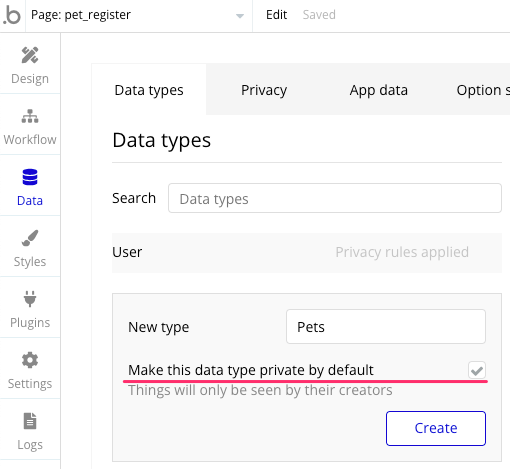 .b
Page: pet_register
Edit
Saved
Design
Workflow
Data
Styles
Plugins
Settings
Logs
Data types
Privacy
App data
Option s
Data types
Search
Data types
User
Privacy rules applied
New type
Pets
Make this data type private by default
Things will only be seen by their creators
Create